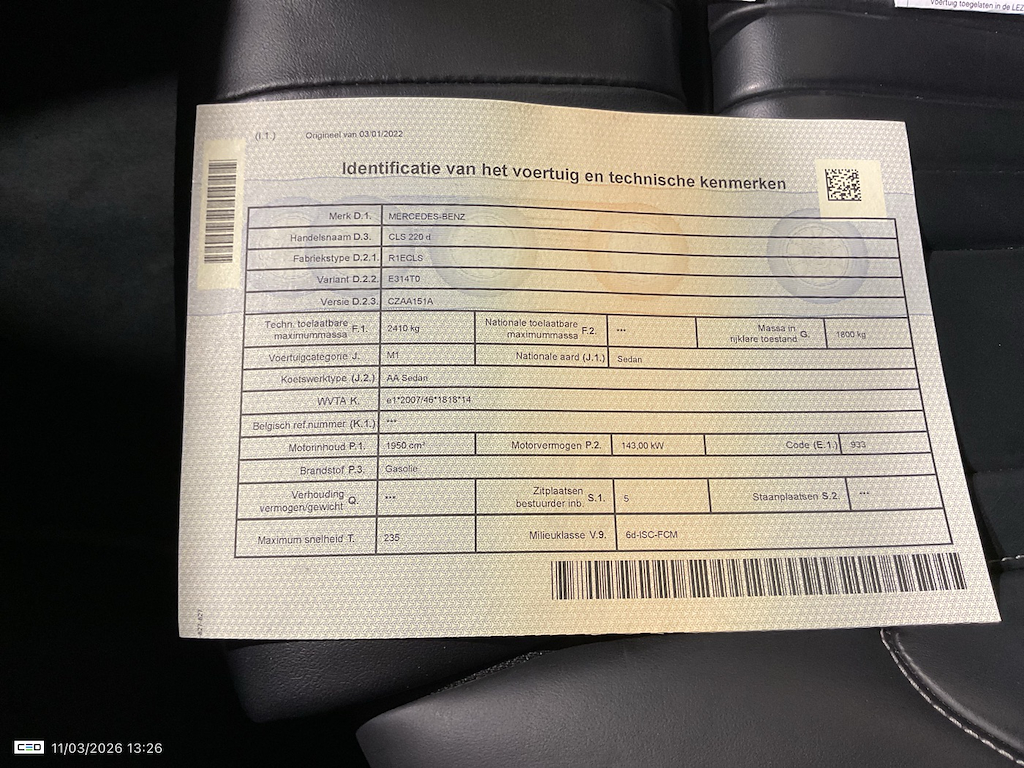 Voertuig toegelaten in de LEZ
(I.1.) Origineel van 03/01/2022
Identificatie van het voertuig en technische kenmerken
Merk D.1. MERCEDES-BENZ
Handelsnaam D.3. CLS 220 d
Fabriekstype D.2.1. R1ECLS
Variant D.2.2. E314T0
Versie D.2.3. CZAA151A
Techn. toelaatbare maximummassa F.1. 2410 kg Nationale toelaatbare maximummassa F.2. *** Massa in rijklare toestand G. 1800 kg
Voertuigcategorie J. M1 Nationale aard (J.1.) Sedan
Koetswerktype (J.2.) AA Sedan
WVTA K. e1*2007/46*1818*14
Belgisch ref.nummer (K.1.) ***
Motorinhoud P.1. 1950 cm³ Motorvermogen P.2. 143,00 kW Code (E.1.) 933
Brandstof P.3. Gasolie
Verhouding vermogen/gewicht Q. *** Zitplaatsen bestuurder inb. S.1. 5 Staanplaatsen S.2. ***
Maximum snelheid T. 235 Milieuklasse V.9. 6d-ISC-FCM
427-427
CEO 11/03/2026 13:26